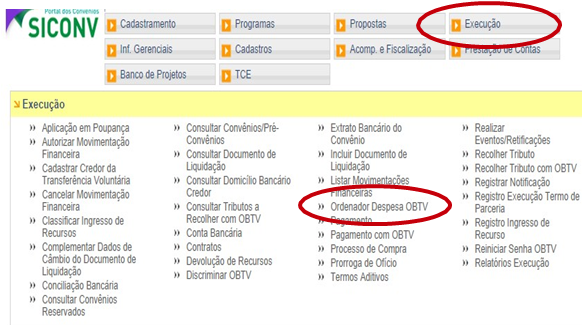 Portal dos Convênios
SICONV
Cadastramento
Programas
Propostas
Execução
Inf. Gerenciais
Cadastros
Acomp. e Fiscalização
Prestação de Contas
Banco de Projetos
TCE
Execução
Aplicação em Poupança
Autorizar Movimentação
Financeira
Cadastrar Credor da
Transferência Voluntária
Cancelar Movimentação
Financeira
Classificar Ingresso de
Recursos
Complementar Dados de
Câmbio do Documento de
Liquidação
Conciliação Bancária
Consultar Convênios
Reservados
Consultar Convênios/Pré-
Convênios
Consultar Documento de
Liquidação
Consultar Domicílio Bancário
Credor
Consultar Tributos a
Recolher com OBTV
Conta Bancária
Contratos
Devolução de Recursos
Discriminar OBTV
Extrato Bancário do
Convênio
Incluir Documento de
Liquidação
Listar Movimentações
Financeiras
Ordenador Despesa OBTV
Pagamento
Pagamento com OBTV
Processo de Compra
Prorroga de Ofício
Termos Aditivos
Realizar
Eventos/Retificações
Recolher Tributo
Recolher Tributo com OBTV
Registrar Notificação
Registro Execução Termo de
Parceria
Registro Ingresso de
Recurso
Reiniciar Senha OBTV
Relatórios Execução